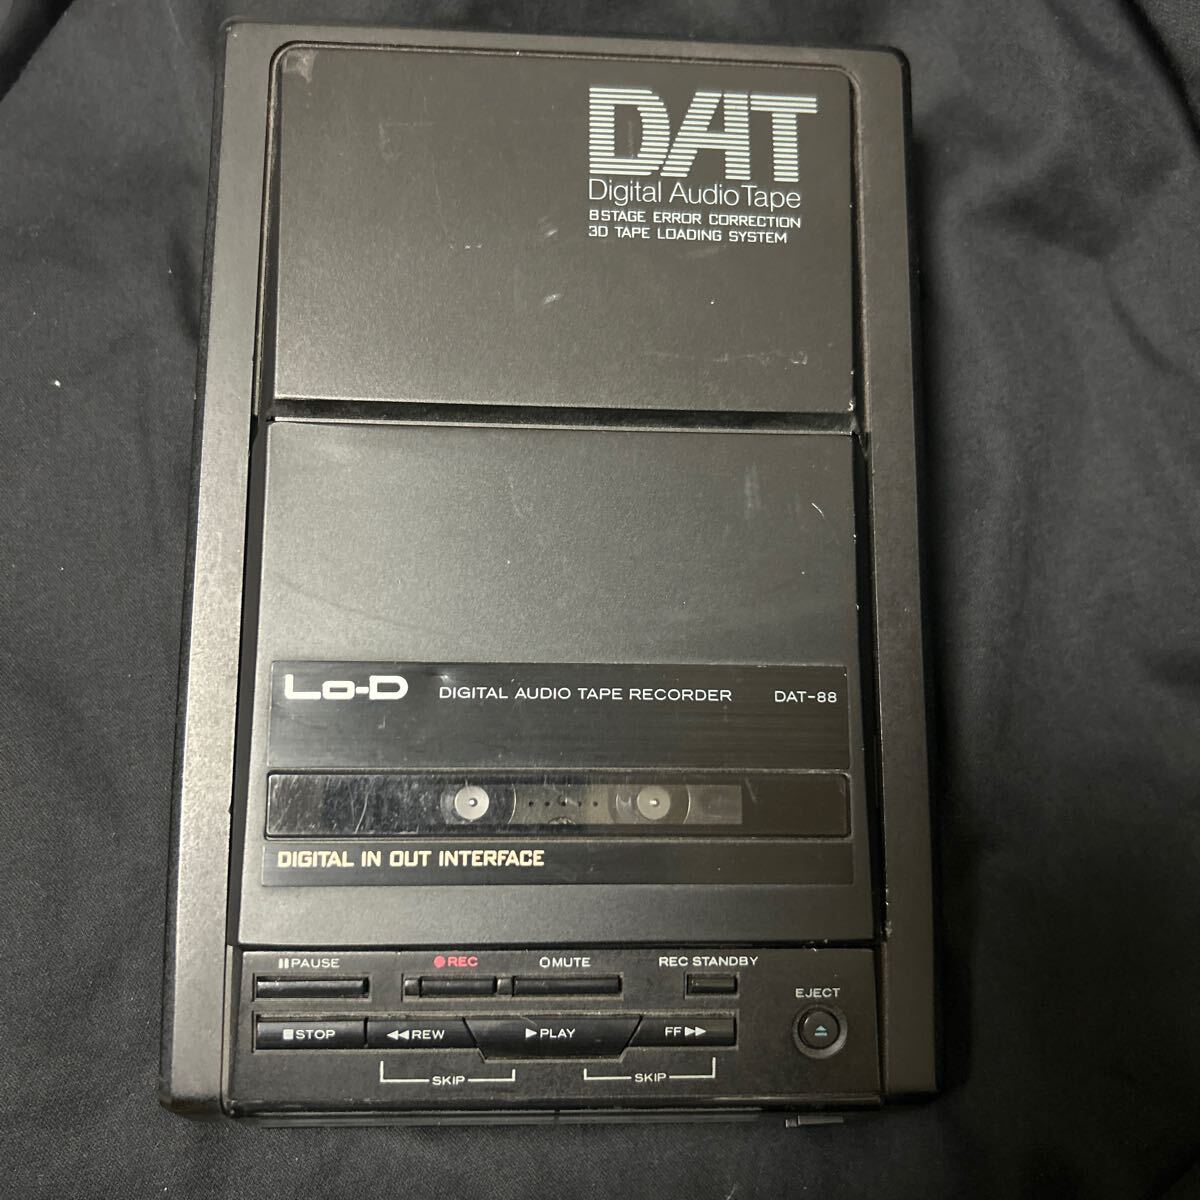 DAT
Digital Audio Tape
8 STAGE ERROR CORRECTION
3D TAPE LOADING SYSTEM
Lo-D DIGITAL AUDIO TAPE RECORDER DAT-88
DIGITAL IN OUT INTERFACE
PAUSE REC MUTE REC STANDBY
EJECT
STOP REW PLAY FF
SKIP SKIP